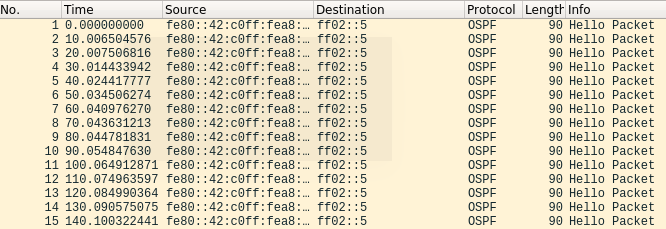 No. Time Source Destination Protocol Length Info
1 0.000000000 fe80::42:c0ff:fea8:… ff02::5 OSPF 90 Hello Packet
2 10.006504576 fe80::42:c0ff:fea8:… ff02::5 OSPF 90 Hello Packet
3 20.007506816 fe80::42:c0ff:fea8:… ff02::5 OSPF 90 Hello Packet
4 30.014433942 fe80::42:c0ff:fea8:… ff02::5 OSPF 90 Hello Packet
5 40.024417777 fe80::42:c0ff:fea8:… ff02::5 OSPF 90 Hello Packet
6 50.034506274 fe80::42:c0ff:fea8:… ff02::5 OSPF 90 Hello Packet
7 60.040976270 fe80::42:c0ff:fea8:… ff02::5 OSPF 90 Hello Packet
8 70.043631213 fe80::42:c0ff:fea8:… ff02::5 OSPF 90 Hello Packet
9 80.044781831 fe80::42:c0ff:fea8:… ff02::5 OSPF 90 Hello Packet
10 90.054847630 fe80::42:c0ff:fea8:… ff02::5 OSPF 90 Hello Packet
11 100.064912871 fe80::42:c0ff:fea8:… ff02::5 OSPF 90 Hello Packet
12 110.074963597 fe80::42:c0ff:fea8:… ff02::5 OSPF 90 Hello Packet
13 120.084990364 fe80::42:c0ff:fea8:… ff02::5 OSPF 90 Hello Packet
14 130.090575075 fe80::42:c0ff:fea8:… ff02::5 OSPF 90 Hello Packet
15 140.100322441 fe80::42:c0ff:fea8:… ff02::5 OSPF 90 Hello Packet